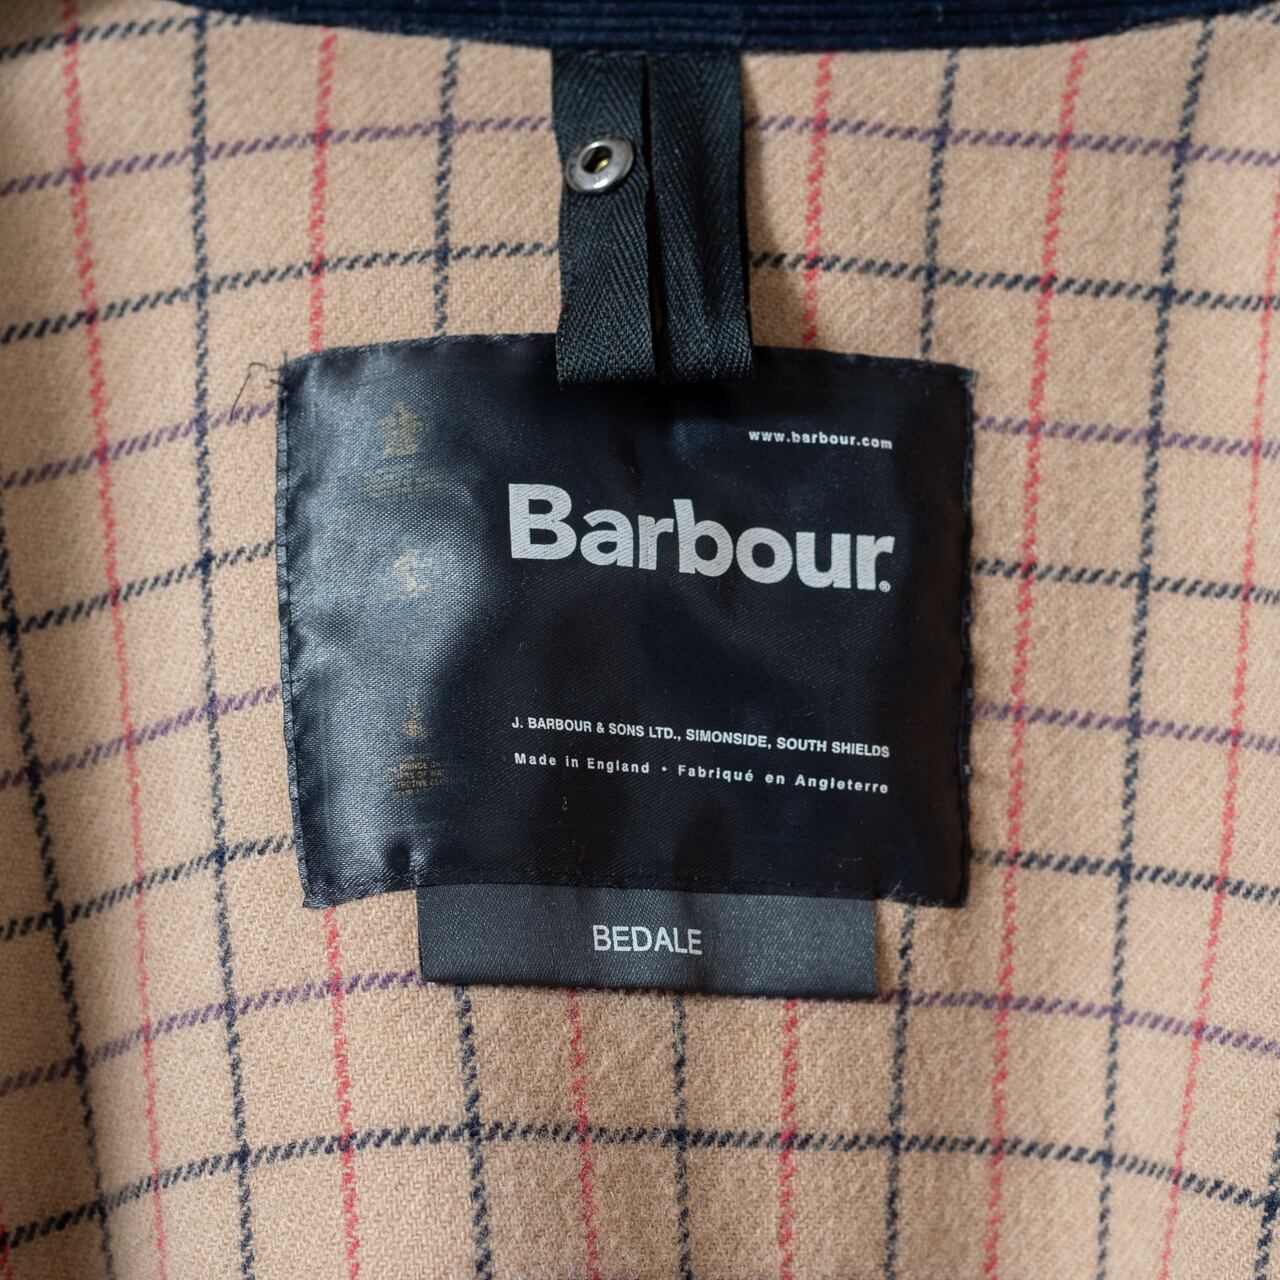 www.barbour.com
Barbour®
J. BARBOUR & SONS LTD., SIMONSIDE, SOUTH SHIELDS
Made in England • Fabriqué en Angleterre
BEDALE